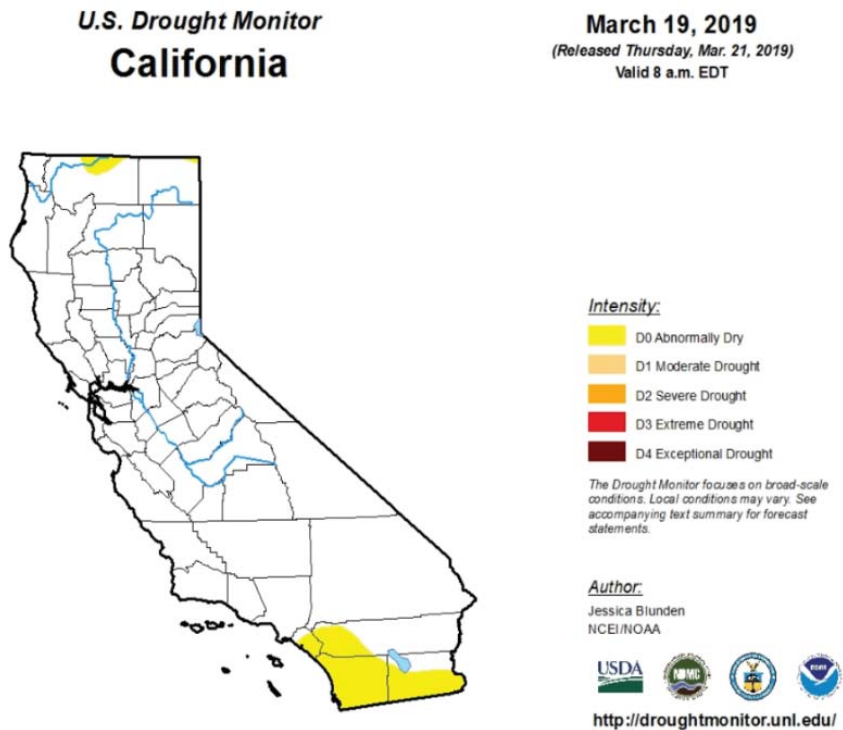 U.S. Drought Monitor
California
March 19, 2019
(Released Thursday, Mar. 21, 2019)
Valid 8 a.m. EDT
Intensity:
D0 Abnormally Dry
D1 Moderate Drought
D2 Severe Drought
D3 Extreme Drought
D4 Exceptional Drought
The Drought Monitor focuses on broad-scale
conditions. Local conditions may vary. See
accompanying text summary for forecast
statements.
Author:
Jessica Blunden
NCEI/NOAA
USDA
NDMC
http://droughtmonitor.unl.edu/